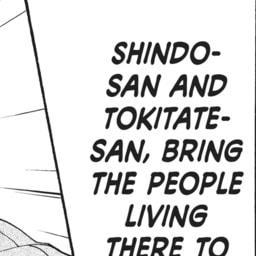 SHINDO-
SAN AND
TOKITATE-
SAN, BRING
THE PEOPLE
LIVING
THERE TO